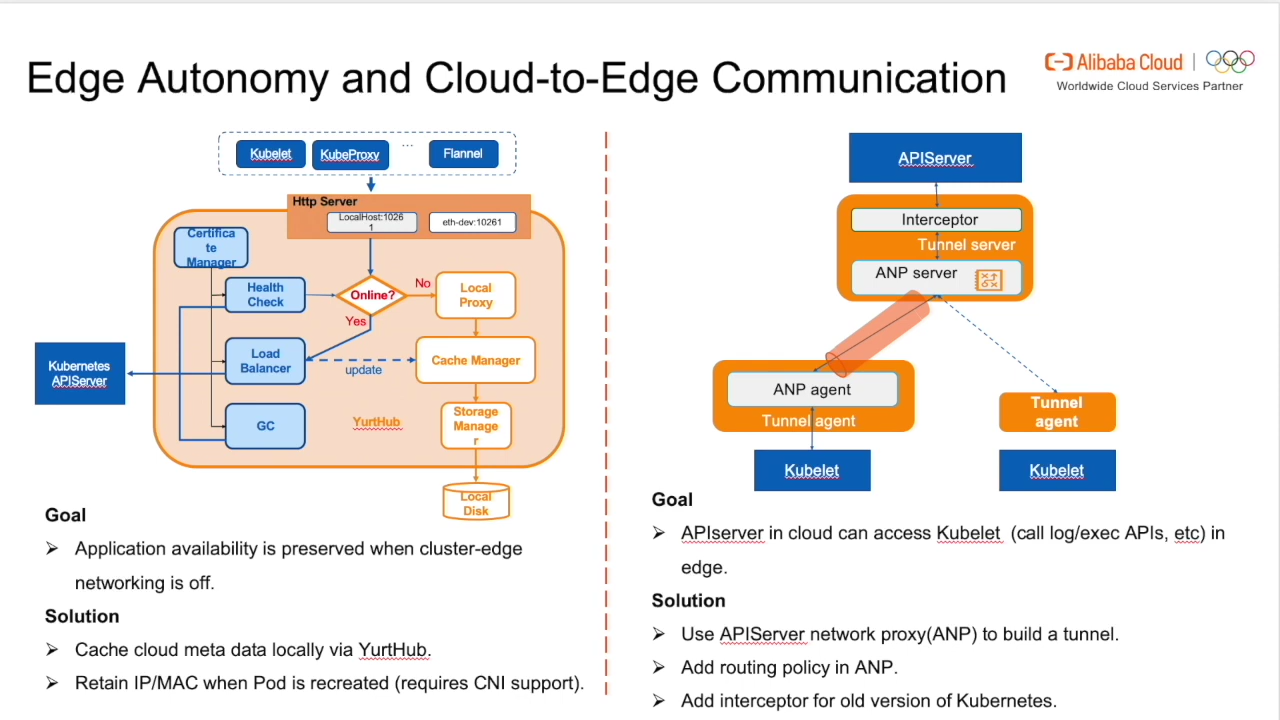 Edge Autonomy and Cloud-to-Edge Communication
Alibaba Cloud
Worldwide Cloud Services Partner
Kubelet
KubeProxy
...
Flannel
Http Server
LocalHost:1026
1
eth-dev:10261
Certifica
te
Manager
Health
Check
Online?
No
Yes
Local
Proxy
Kubernetes
APIServer
Load
Balancer
update
Cache Manager
GC
YurtHub
Storage
Manage
r
Local
Disk
Goal
➢ Application availability is preserved when cluster-edge
networking is off.
Solution
➢ Cache cloud meta data locally via YurtHub.
➢ Retain IP/MAC when Pod is recreated (requires CNI support).
APIServer
Interceptor
Tunnel server
ANP server
ANP agent
Tunnel agent
Tunnel
agent
Kubelet
Kubelet
Goal
➢ APIserver in cloud can access Kubelet (call log/exec APIs, etc) in
edge.
Solution
➢ Use APIServer network proxy(ANP) to build a tunnel.
➢ Add routing policy in ANP.
➢ Add interceptor for old version of Kubernetes.